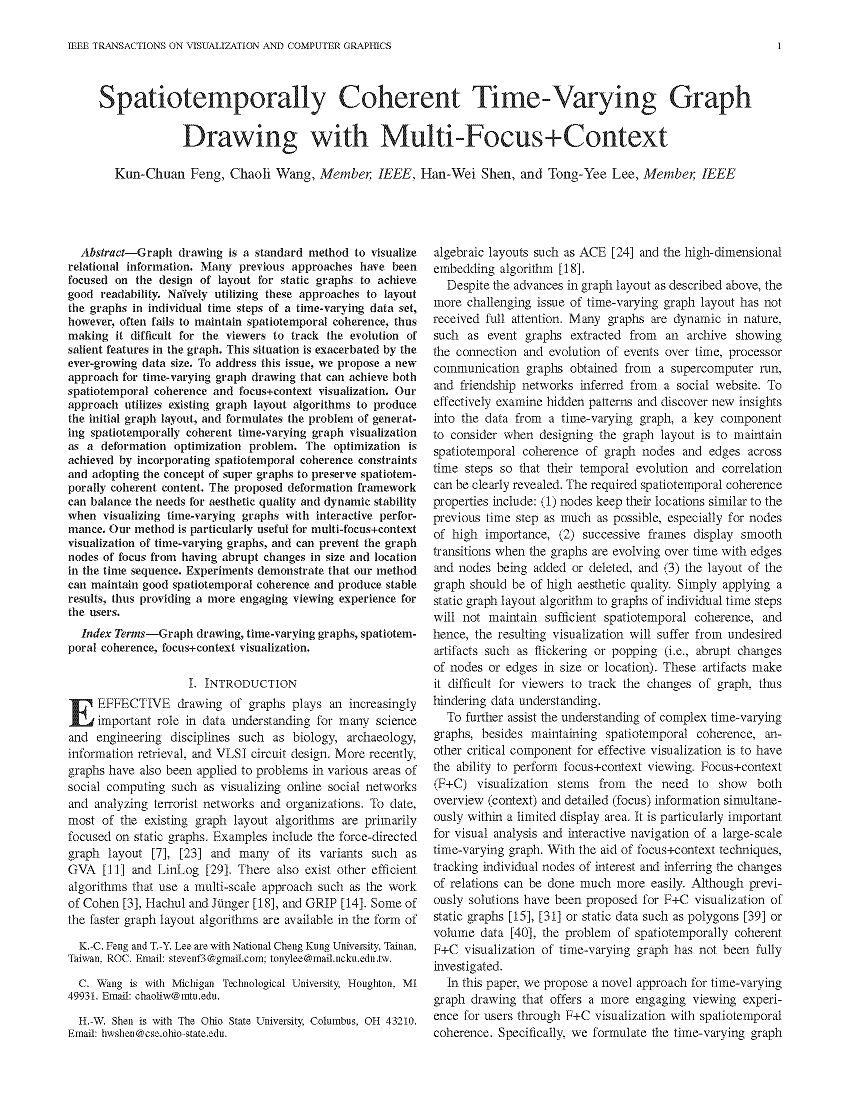 IEEE TRANSACTIONS ON VISUALIZATION AND COMPUTER GRAPHICS 1
Spatiotemporally Coherent Time-Varying Graph
Drawing with Multi-Focus+Context
Kun-Chuan Feng, Chaoli Wang, Member, IEEE, Han-Wei Shen, and Tong-Yee Lee, Member, IEEE
Abstract—Graph drawing is a standard method to visualize
relational information. Many previous approaches have been
focused on the design of layout for static graphs to achieve
good readability. Naïvely utilizing these approaches to layout
the graphs in individual time steps of a time-varying data set,
however, often fails to maintain spatiotemporal coherence, thus
making it difficult for the viewers to track the evolution of
salient features in the graph. This situation is exacerbated by the
ever-growing data size. To address this issue, we propose a new
approach for time-varying graph drawing that can achieve both
spatiotemporal coherence and focus+context visualization. Our
approach utilizes existing graph layout algorithms to produce
the initial graph layout, and formulates the problem of generat-
ing spatiotemporally coherent time-varying graph visualization
as a deformation optimization problem. The optimization is
achieved by incorporating spatiotemporal coherence constraints
and adopting the concept of super graphs to preserve spatiotem-
porally coherent content. The proposed deformation framework
can balance the needs for aesthetic quality and dynamic stability
when visualizing time-varying graphs with interactive perfor-
mance. Our method is particularly useful for multi-focus+context
visualization of time-varying graphs, and can prevent the graph
nodes of focus from having abrupt changes in size and location
in the time sequence. Experiments demonstrate that our method
can maintain good spatiotemporal coherence and produce stable
results, thus providing a more engaging viewing experience for
the users.
Index Terms—Graph drawing, time-varying graphs, spatiotem-
poral coherence, focus+context visualization.
I. INTRODUCTION
EEFFECTIVE drawing of graphs plays an increasingly
important role in data understanding for many science
and engineering disciplines such as biology, archaeology,
information retrieval, and VLSI circuit design. More recently,
graphs have also been applied to problems in various areas of
social computing such as visualizing online social networks
and analyzing terrorist networks and organizations. To date,
most of the existing graph layout algorithms are primarily
focused on static graphs. Examples include the force-directed
graph layout [7], [23] and many of its variants such as
GVA [11] and LinLog [29]. There also exist other efficient
algorithms that use a multi-scale approach such as the work
of Cohen [3], Hachul and Jünger [18], and GRIP [14]. Some of
the faster graph layout algorithms are available in the form of
K.-C. Feng and T.-Y. Lee are with National Cheng Kung University, Tainan,
Taiwan, ROC. Email: stevenf3@gmail.com; tonylee@mail.ncku.edu.tw.
C. Wang is with Michigan Technological University, Houghton, MI
49931. Email: chaoliw@mtu.edu.
H.-W. Shen is with The Ohio State University, Columbus, OH 43210.
Email: hwshen@cse.ohio-state.edu.
algebraic layouts such as ACE [24] and the high-dimensional
embedding algorithm [18].
Despite the advances in graph layout as described above, the
more challenging issue of time-varying graph layout has not
received full attention. Many graphs are dynamic in nature,
such as event graphs extracted from an archive showing
the connection and evolution of events over time, processor
communication graphs obtained from a supercomputer run,
and friendship networks inferred from a social website. To
effectively examine hidden patterns and discover new insights
into the data from a time-varying graph, a key component
to consider when designing the graph layout is to maintain
spatiotemporal coherence of graph nodes and edges across
time steps so that their temporal evolution and correlation
can be clearly revealed. The required spatiotemporal coherence
properties include: (1) nodes keep their locations similar to the
previous time step as much as possible, especially for nodes
of high importance, (2) successive frames display smooth
transitions when the graphs are evolving over time with edges
and nodes being added or deleted, and (3) the layout of the
graph should be of high aesthetic quality. Simply applying a
static graph layout algorithm to graphs of individual time steps
will not maintain sufficient spatiotemporal coherence, and
hence, the resulting visualization will suffer from undesired
artifacts such as flickering or popping (i.e., abrupt changes
of nodes or edges in size or location). These artifacts make
it difficult for viewers to track the changes of graph, thus
hindering data understanding.
To further assist the understanding of complex time-varying
graphs, besides maintaining spatiotemporal coherence, an-
other critical component for effective visualization is to have
the ability to perform focus+context viewing. Focus+context
(F+C) visualization stems from the need to show both
overview (context) and detailed (focus) information simultane-
ously within a limited display area. It is particularly important
for visual analysis and interactive navigation of a large-scale
time-varying graph. With the aid of focus+context techniques,
tracking individual nodes of interest and inferring the changes
of relations can be done much more easily. Although previ-
ously solutions have been proposed for F+C visualization of
static graphs [15], [31] or static data such as polygons [39] or
volume data [40], the problem of spatiotemporally coherent
F+C visualization of time-varying graph has not been fully
investigated.
In this paper, we propose a novel approach for time-varying
graph drawing that offers a more engaging viewing experi-
ence for users through F+C visualization with spatiotemporal
coherence. Specifically, we formulate the time-varying graph